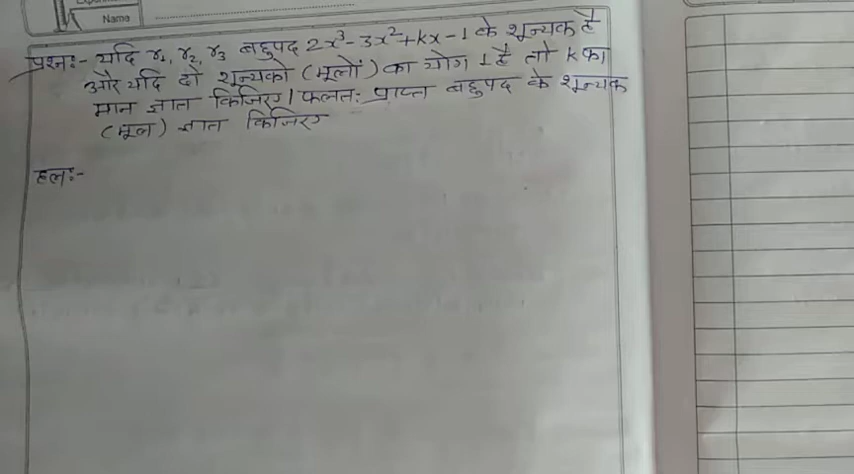 Name
प्रश्नः- यदि r₁, r₂, r₃ बहुपद 2x³-3x²+kx-1 के शून्यक है
और यदि दो शून्यको (मूलों) का योग 1 है तो k का
मान ज्ञात किजिए। फलतः प्राप्त बहुपद के शून्यक
(मूल) ज्ञात किजिए
हलः-